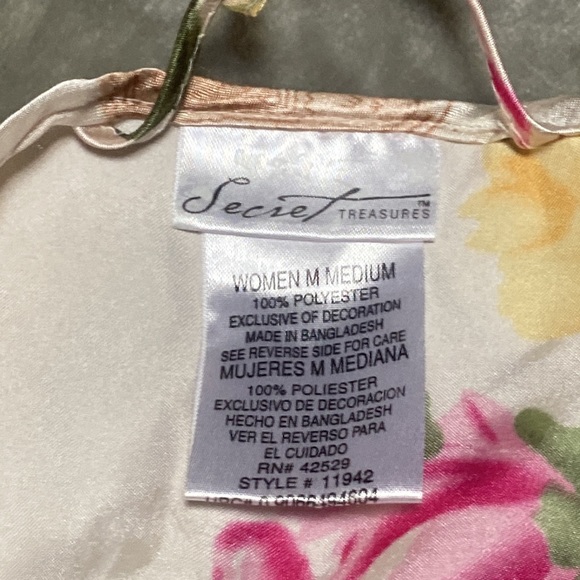 Secret TREASURES™
WOMEN M MEDIUM
100% POLYESTER
EXCLUSIVE OF DECORATION
MADE IN BANGLADESH
SEE REVERSE SIDE FOR CARE
MUJERES M MEDIANA
100% POLIESTER
EXCLUSIVO DE DECORACION
HECHO EN BANGLADESH
VER EL REVERSO PARA
EL CUIDADO
RN# 42529
STYLE # 11942